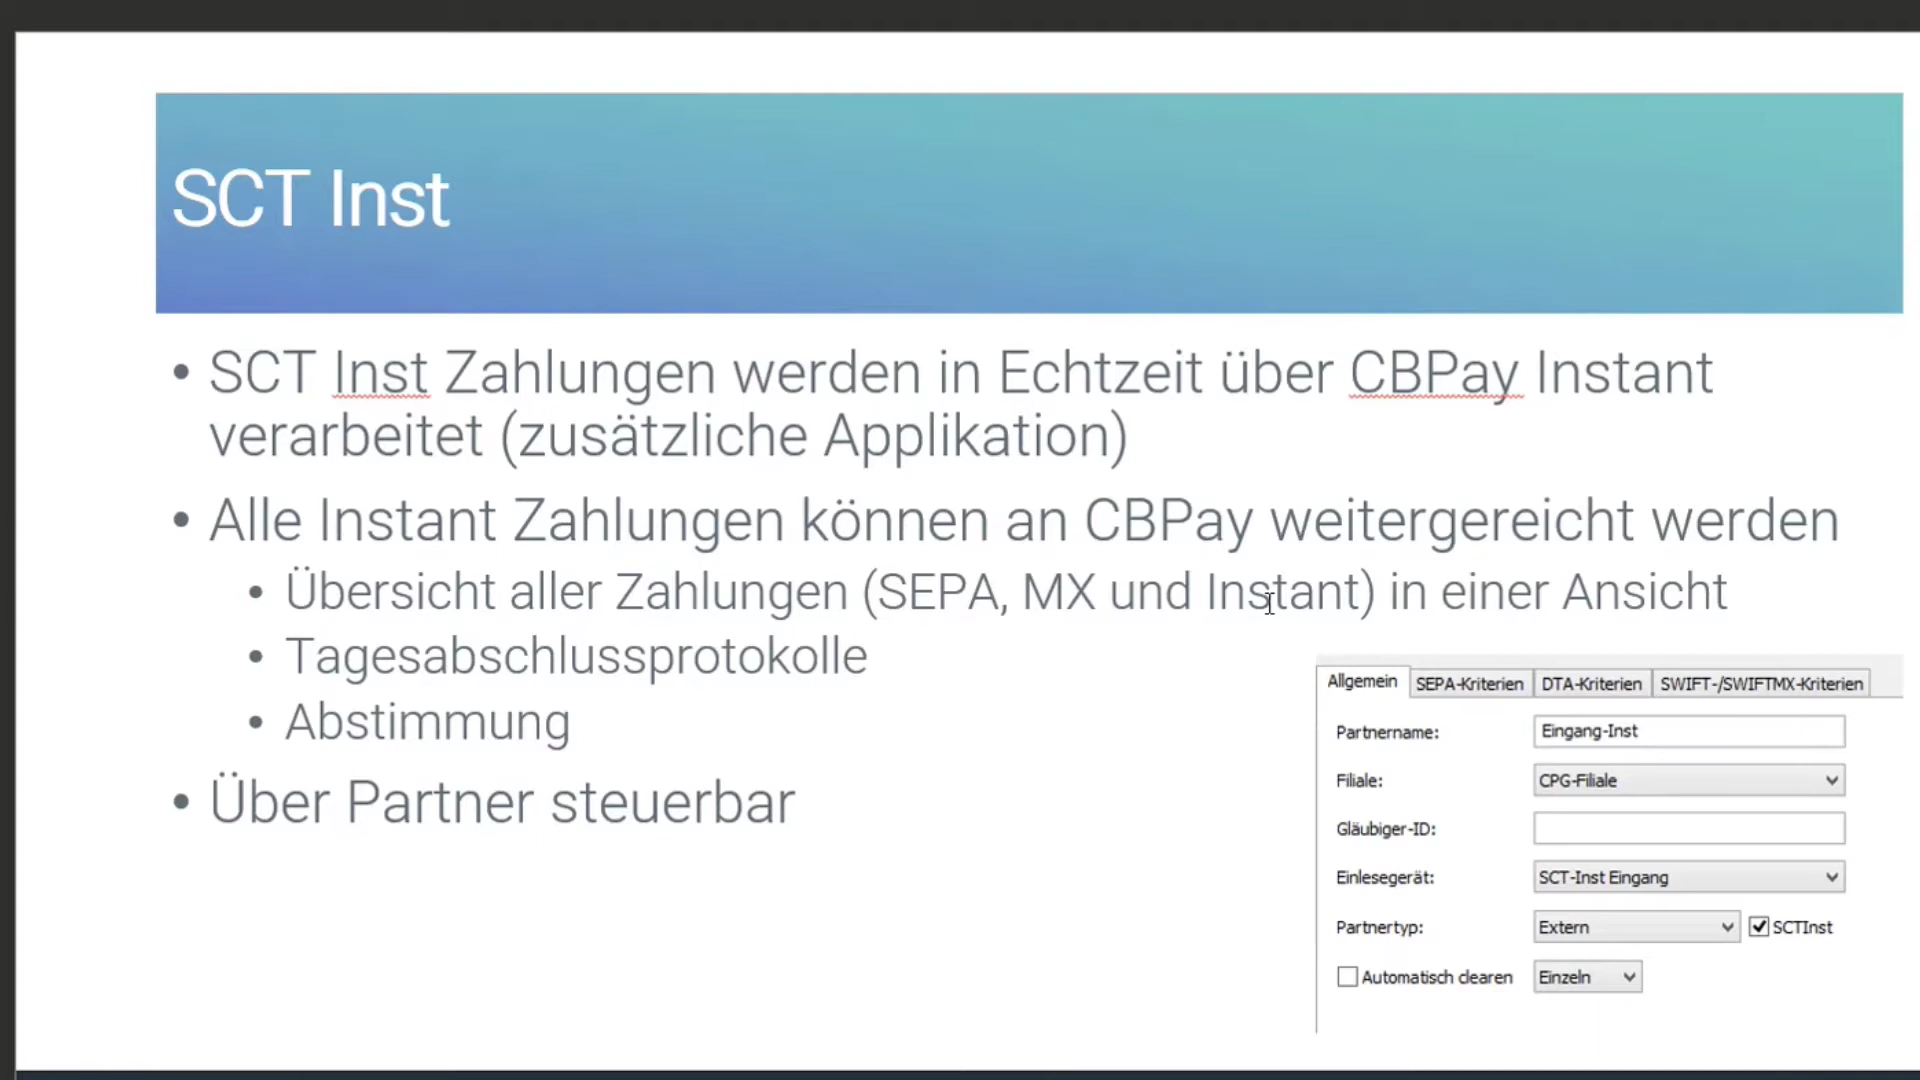 SCT Inst
• SCT Inst Zahlungen werden in Echtzeit über CBPay Instant
verarbeitet (zusätzliche Applikation)
• Alle Instant Zahlungen können an CBPay weitergereicht werden
• Übersicht aller Zahlungen (SEPA, MX und Instant) in einer Ansicht
• Tagesabschlussprotokolle
• Abstimmung
• Über Partner steuerbar
Allgemein SEPA-Kriterien DTA-Kriterien SWIFT-/SWIFTMX-Kriterien
Partnername: Eingang-Inst
Filiale: CPG-Filiale
Gläubiger-ID:
Einlesegerät: SCT-Inst Eingang
Partnertyp: Extern SCTInst
Automatisch clearen Einzeln